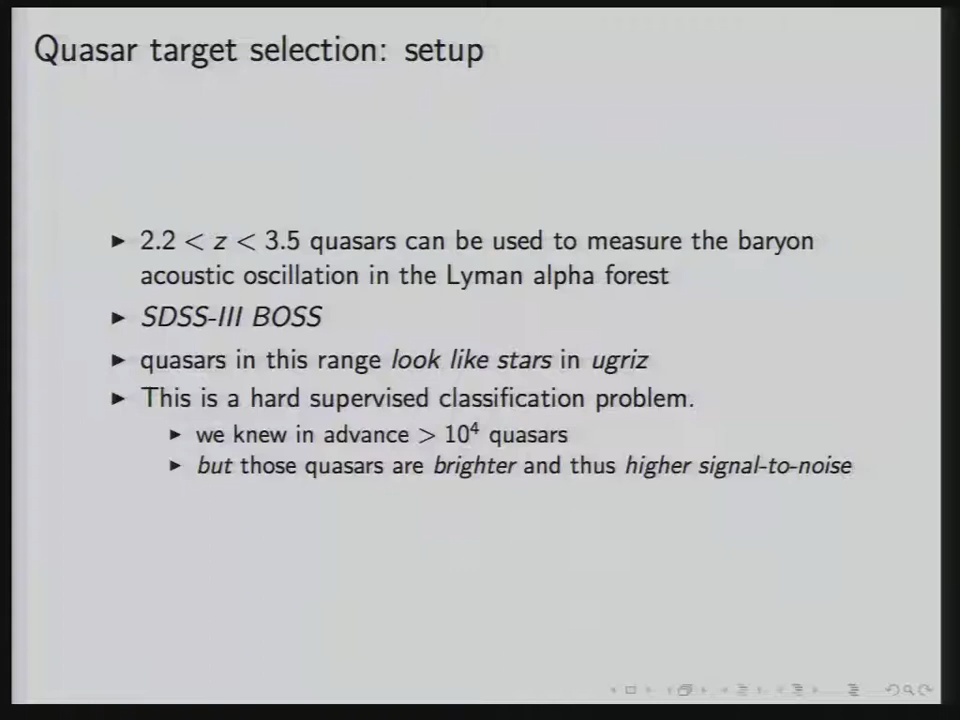 Quasar target selection: setup
► 2.2 < z < 3.5 quasars can be used to measure the baryon
acoustic oscillation in the Lyman alpha forest
► SDSS-III BOSS
► quasars in this range look like stars in ugriz
► This is a hard supervised classification problem.
► we knew in advance > 10⁴ quasars
► but those quasars are brighter and thus higher signal-to-noise